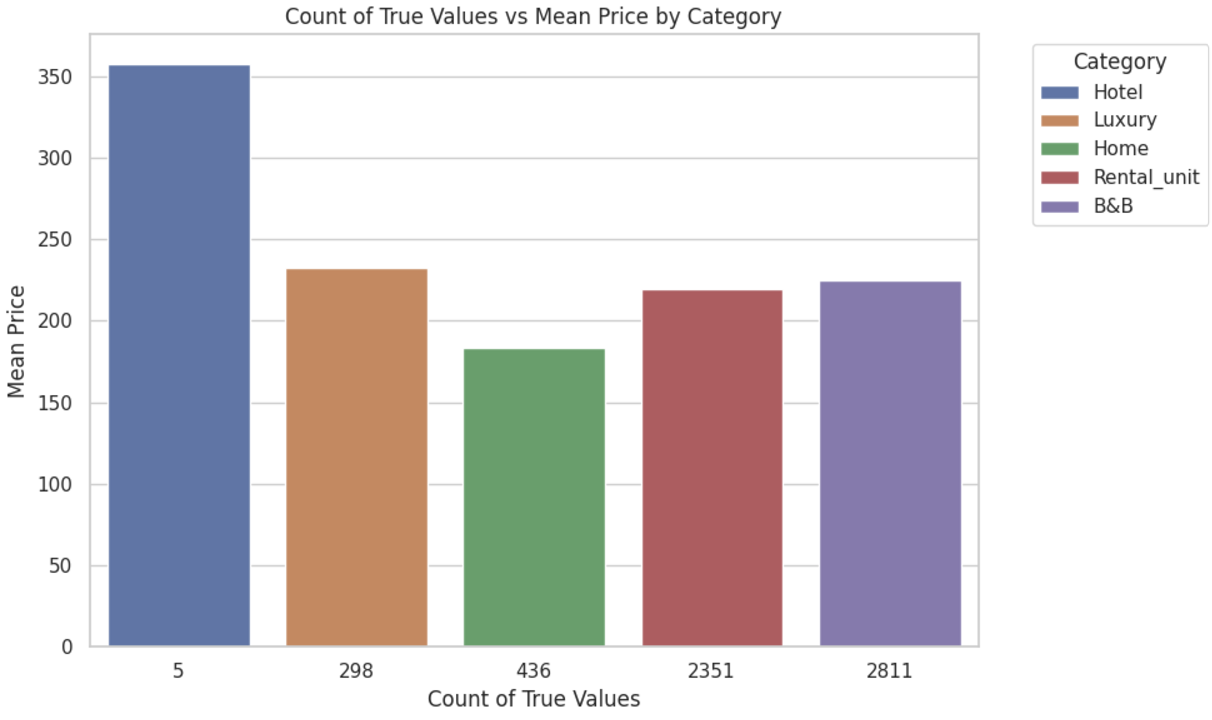 Count of True Values vs Mean Price by Category
Mean Price
350
300
250
200
150
100
50
0
5 298 436 2351 2811
Count of True Values
Category
Hotel
Luxury
Home
Rental_unit
B&B